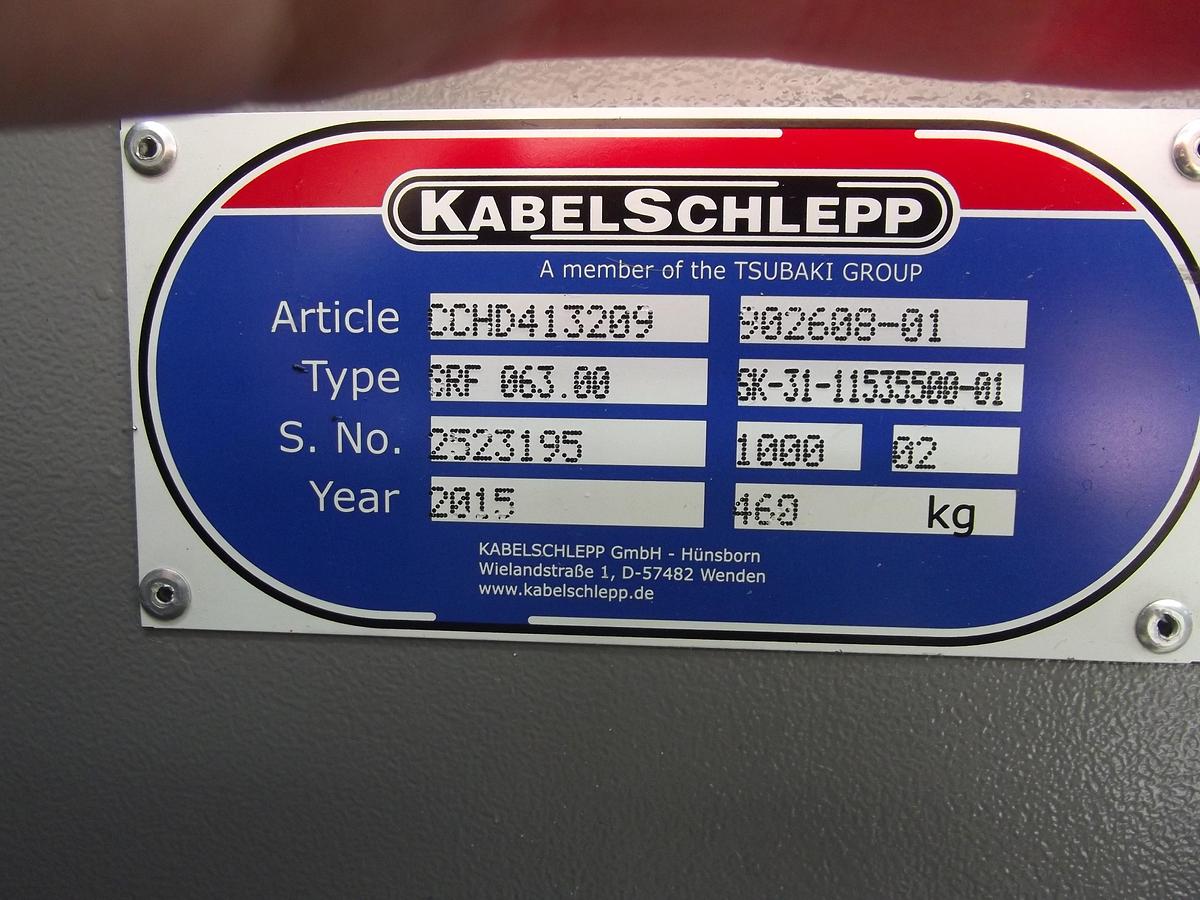 KABELSCHLEPP
A member of the TSUBAKI GROUP
Article CCHD413209 902608-01
Type SRF 063.00 SK-31-11535500-01
S. No. 2523195 1000 02
Year 2015 460 kg
KABELSCHLEPP GmbH - Hünsborn
Wielandstraße 1, D-57482 Wenden
www.kabelschlepp.de